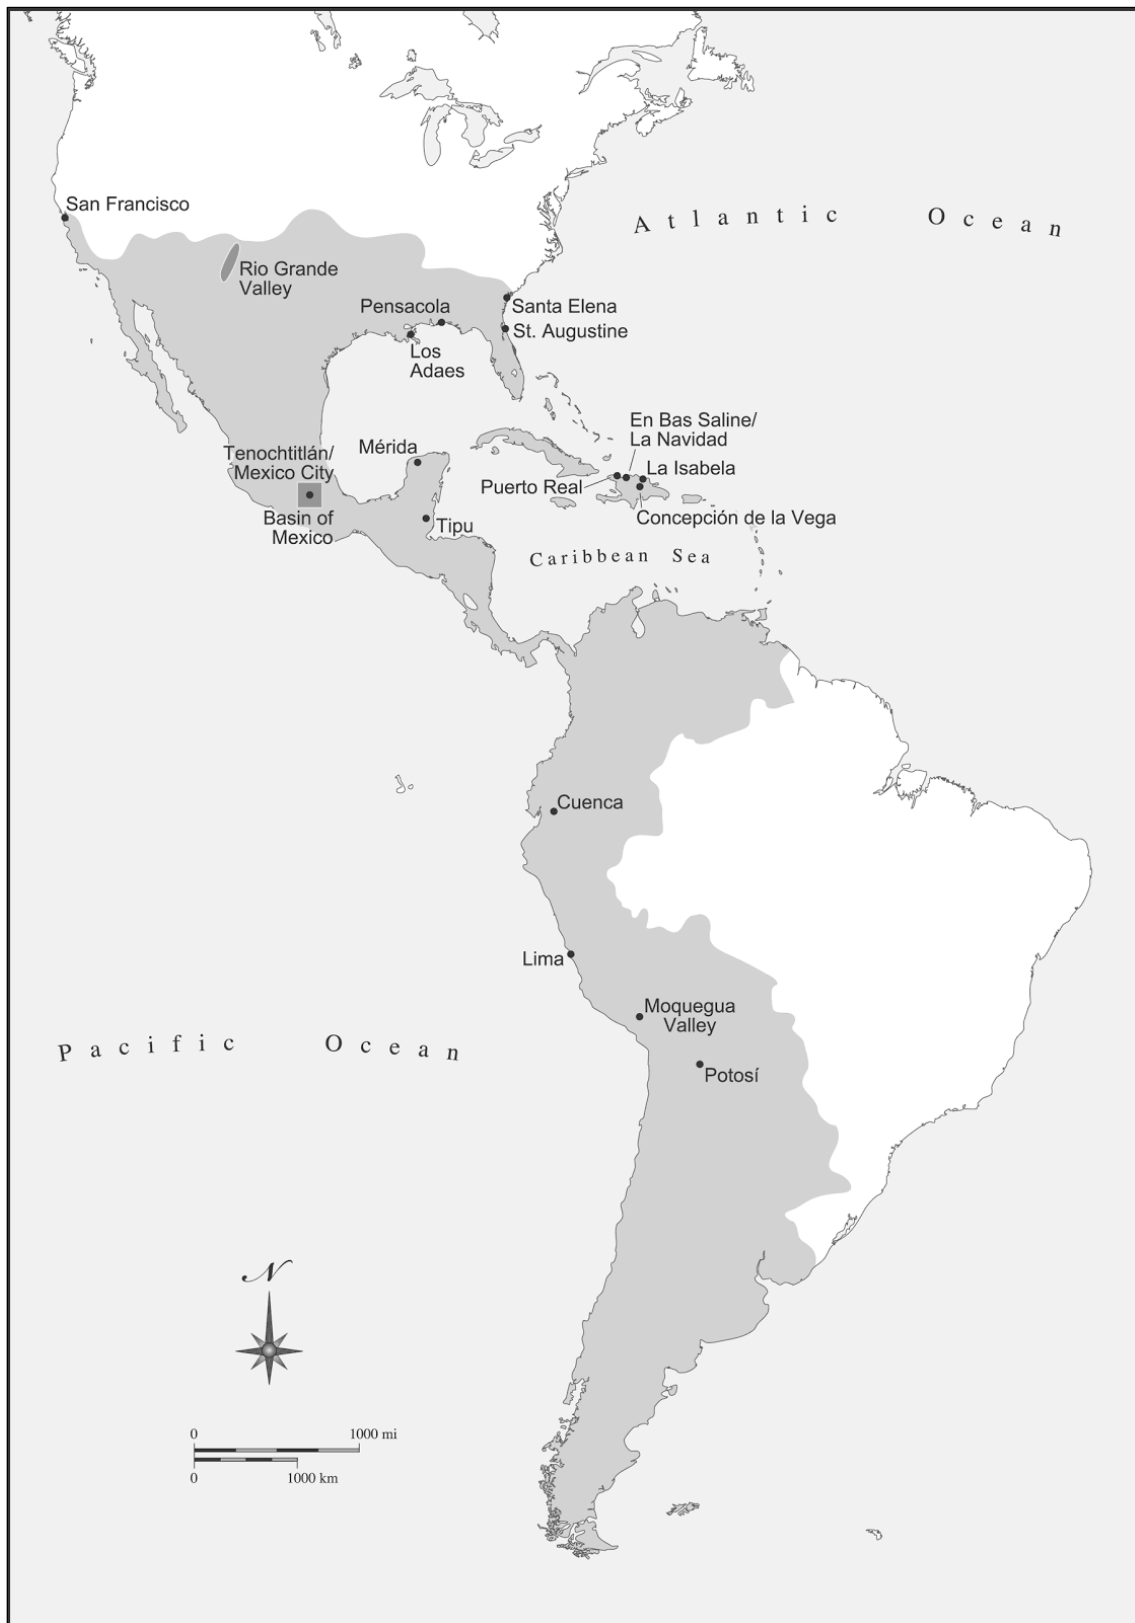 San Francisco
Atlantic Ocean
Rio Grande
Valley
Pensacola
Santa Elena
St. Augustine
Los
Adaes
En Bas Saline/
La Navidad
Tenochtitlán/
Mexico City
Mérida
La Isabela
Puerto Real
Basin of
Mexico
Tipu
Concepción de la Vega
Caribbean Sea
Cuenca
Lima
Moquegua
Valley
Pacific Ocean
Potosí
N
0 1000 mi
0 1000 km